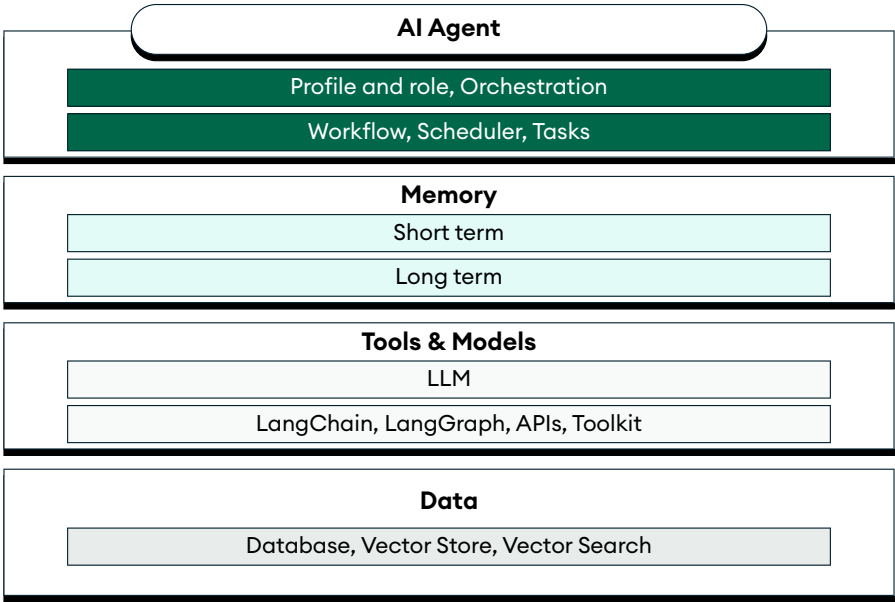 AI Agent
Profile and role, Orchestration
Workflow, Scheduler, Tasks
Memory
Short term
Long term
Tools & Models
LLM
LangChain, LangGraph, APIs, Toolkit
Data
Database, Vector Store, Vector Search